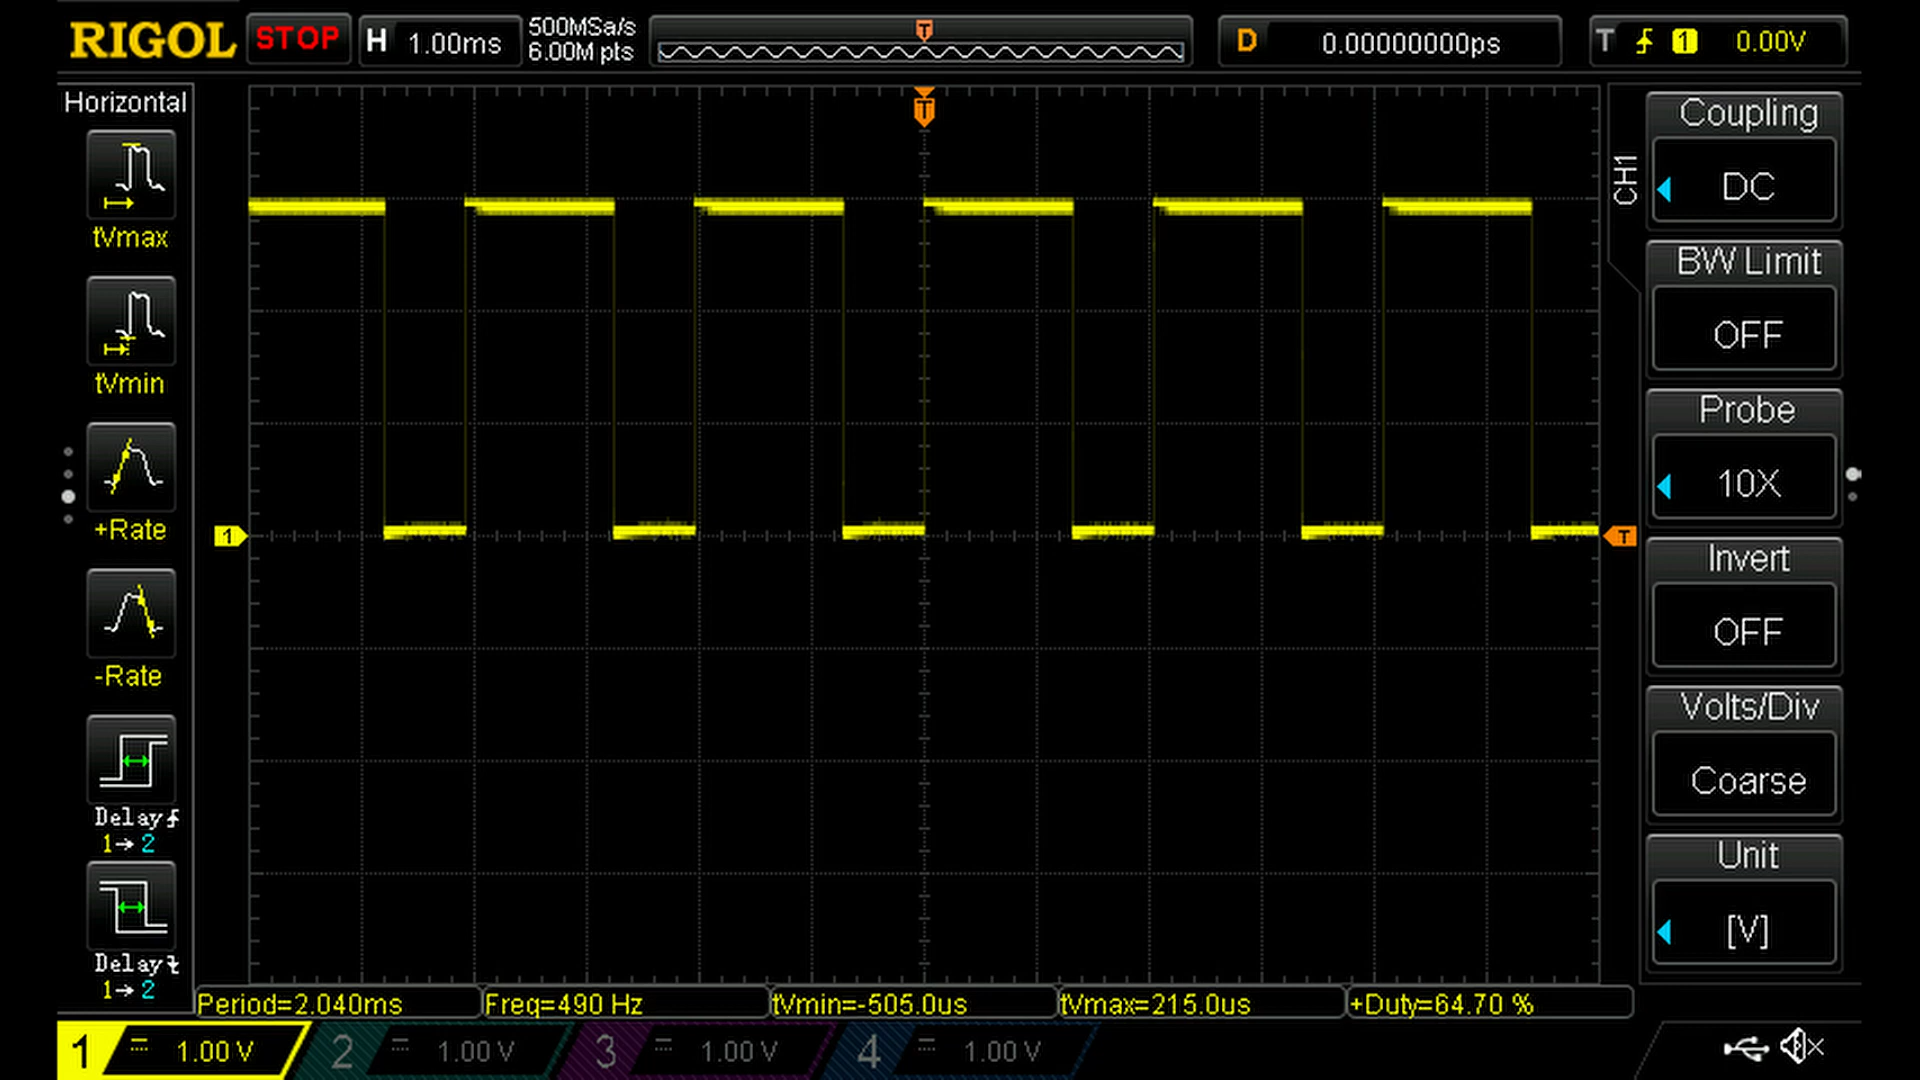 RIGOL STOP H 1.00ms 500MSa/s 6.00M pts T D 0.00000000ps T 1 0.00V
Horizontal
tVmax
tVmin
+Rate
-Rate
Delay
1→2
Delay
1→2
T
1
T
CH1
Coupling
DC
BW Limit
OFF
Probe
10X
Invert
OFF
Volts/Div
Coarse
Unit
[V]
Period=2.040ms Freq=490 Hz tVmin=-505.0us tVmax=215.0us +Duty=64.70 %
1 1.00 V 2 1.00 V 3 1.00 V 4 1.00 V